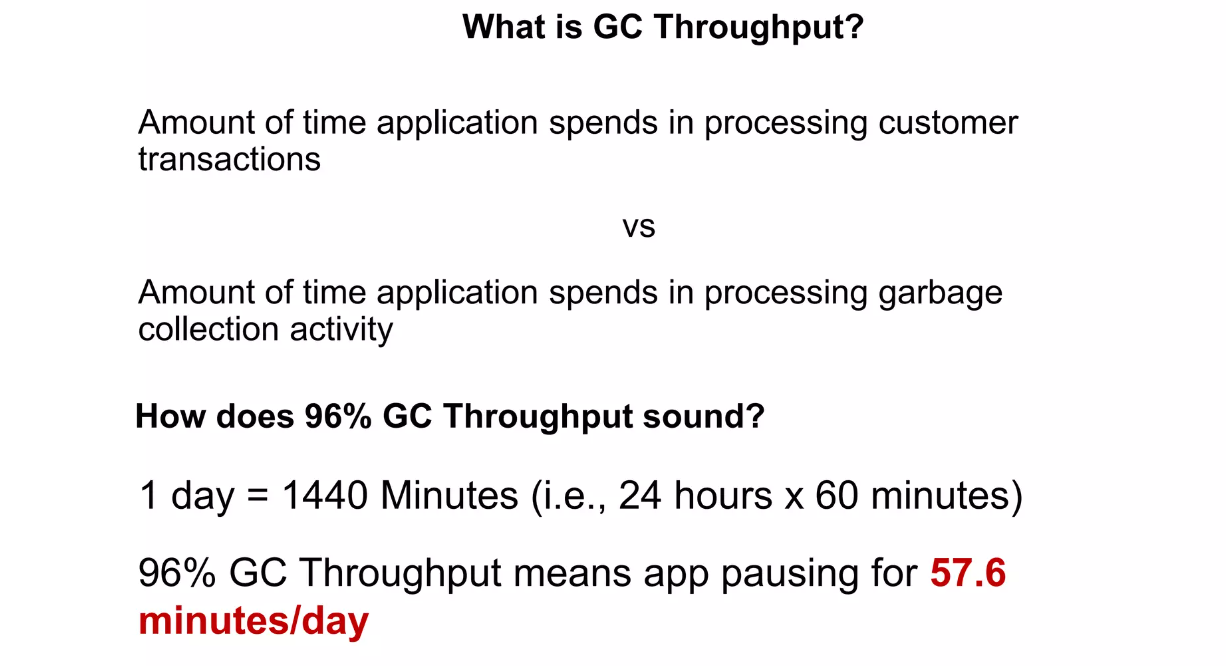 What is GC Throughput?
Amount of time application spends in processing customer
transactions
vs
Amount of time application spends in processing garbage
collection activity
How does 96% GC Throughput sound?
1 day = 1440 Minutes (i.e., 24 hours x 60 minutes)
96% GC Throughput means app pausing for 57.6
minutes/day